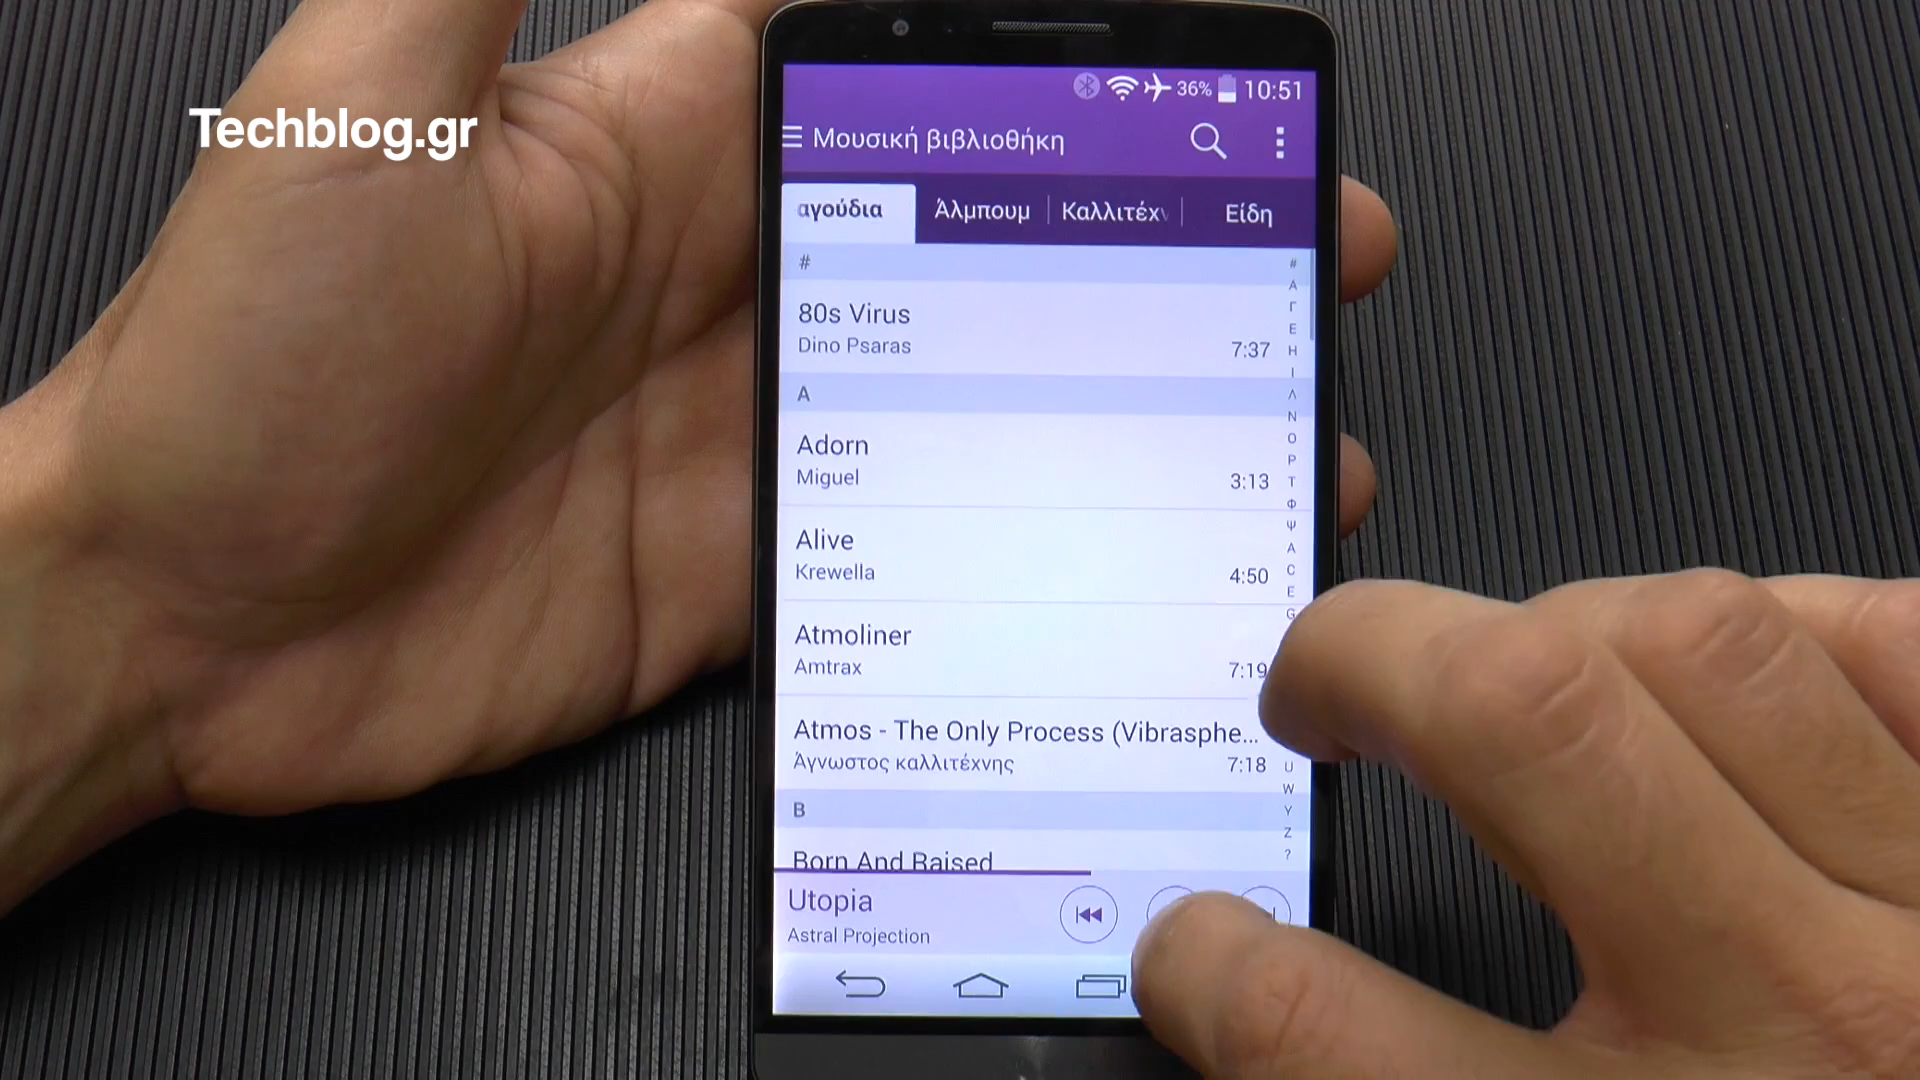 Techblog.gr
36% 10:51
Μουσική βιβλιοθήκη
αγούδια Άλμπουμ Καλλιτέχν Είδη
#
80s Virus
Dino Psaras
7:37
A
Adorn
Miguel
3:13
Alive
Krewella
4:50
Atmoliner
Amtrax
7:19
Atmos - The Only Process (Vibrasphe...
Άγνωστος καλλιτέχνης
7:18
B
Born And Raised
Utopia
Astral Projection
#
Α
Γ
Ε
Η
Ι
Λ
Ν
Ο
Ρ
Τ
Φ
Ψ
A
C
E
G
U
W
Y
Z
?